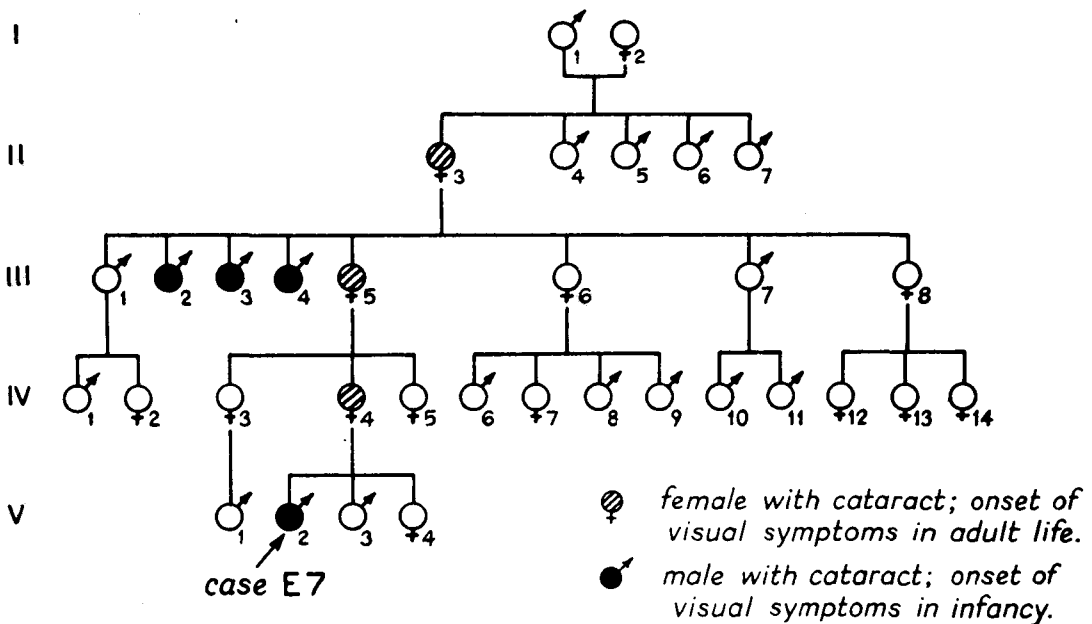 I
1 2
II
3 4 5 6 7
III
1 2 3 4 5 6 7 8
IV
1 2 3 4 5 6 7 8 9 10 11 12 13 14
V
1 2 3 4
case E7
female with cataract; onset of
visual symptoms in adult life.
male with cataract; onset of
visual symptoms in infancy.